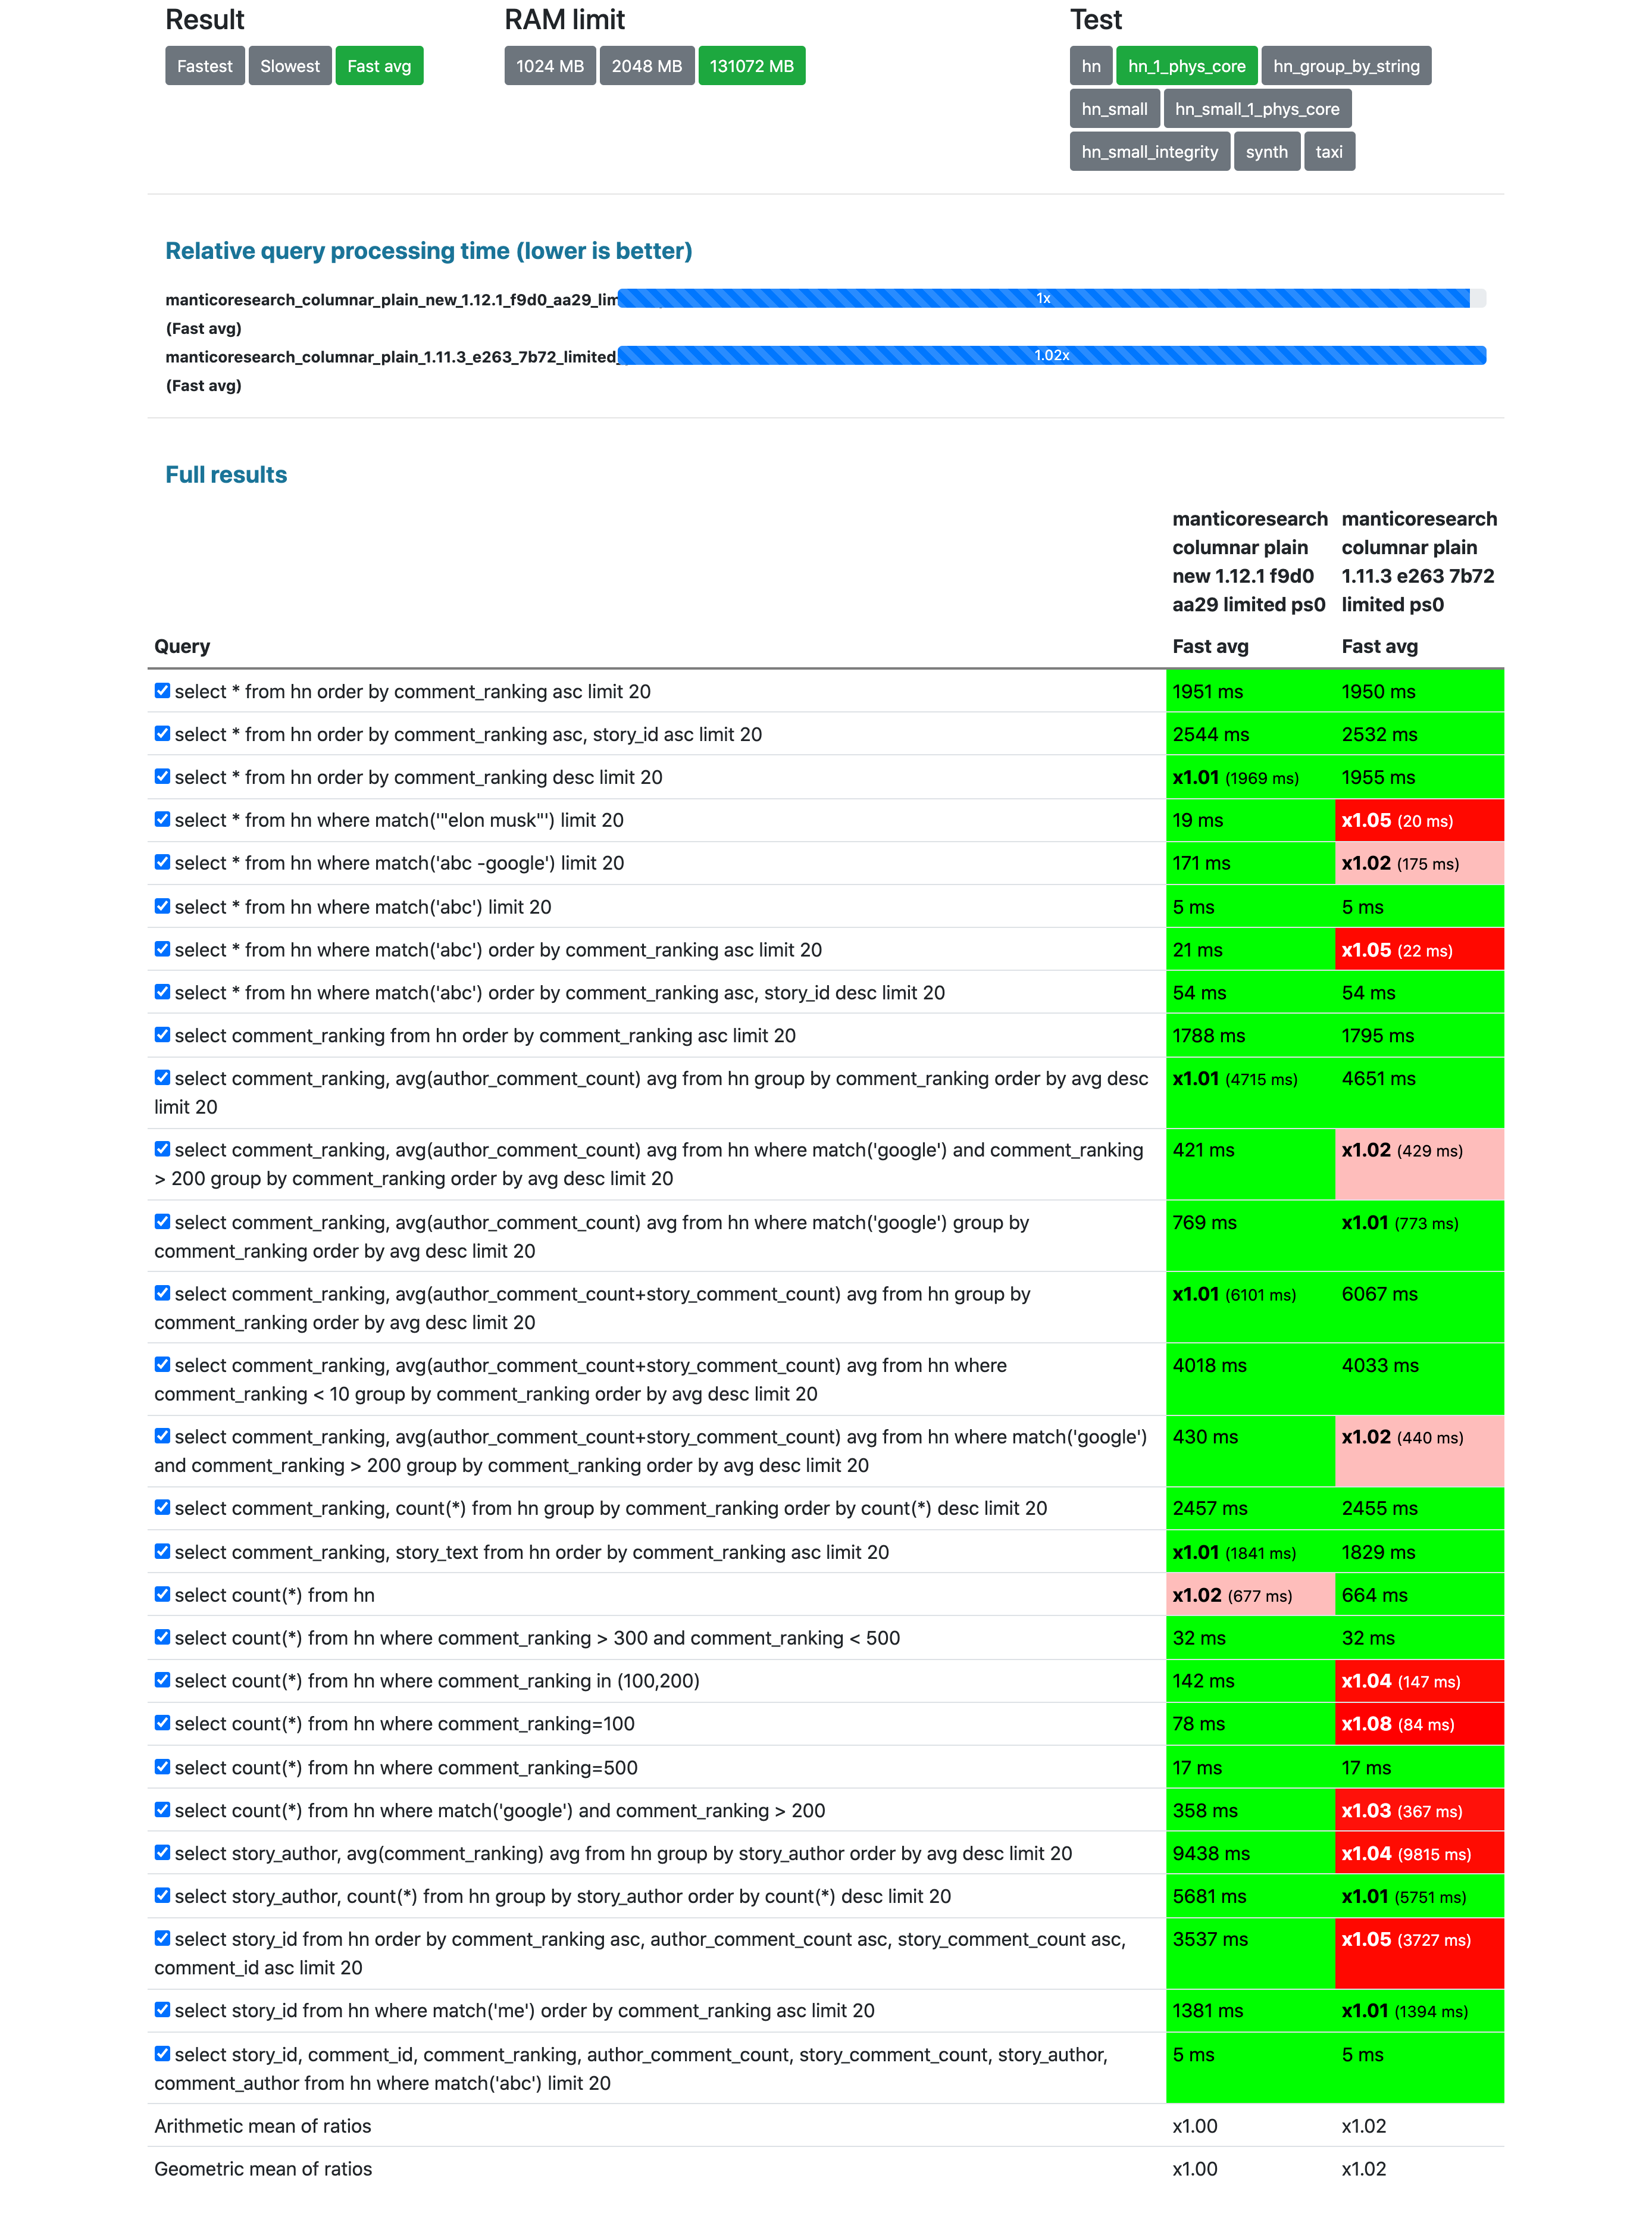 Result
RAM limit
Test
Fastest Slowest Fast avg
1024 MB 2048 MB 131072 MB
hn hn_1_phys_core hn_group_by_string
hn_small hn_small_1_phys_core
hn_small_integrity synth taxi
Relative query processing time (lower is better)
manticoresearch_columnar_plain_new_1.12.1_f9d0_aa29_lim 1x
(Fast avg)
manticoresearch_columnar_plain_1.11.3_e263_7b72_limited_ 1.02x
(Fast avg)
Full results
manticoresearch manticoresearch
columnar plain columnar plain
new 1.12.1 f9d0 1.11.3 e263 7b72
aa29 limited ps0 limited ps0
Query Fast avg Fast avg
select * from hn order by comment_ranking asc limit 20 1951 ms 1950 ms
select * from hn order by comment_ranking asc, story_id asc limit 20 2544 ms 2532 ms
select * from hn order by comment_ranking desc limit 20 x1.01 (1969 ms) 1955 ms
select * from hn where match('"elon musk"') limit 20 19 ms x1.05 (20 ms)
select * from hn where match('abc -google') limit 20 171 ms x1.02 (175 ms)
select * from hn where match('abc') limit 20 5 ms 5 ms
select * from hn where match('abc') order by comment_ranking asc limit 20 21 ms x1.05 (22 ms)
select * from hn where match('abc') order by comment_ranking asc, story_id desc limit 20 54 ms 54 ms
select comment_ranking from hn order by comment_ranking asc limit 20 1788 ms 1795 ms
select comment_ranking, avg(author_comment_count) avg from hn group by comment_ranking order by avg desc x1.01 (4715 ms) 4651 ms
limit 20
select comment_ranking, avg(author_comment_count) avg from hn where match('google') and comment_ranking 421 ms x1.02 (429 ms)
> 200 group by comment_ranking order by avg desc limit 20
select comment_ranking, avg(author_comment_count) avg from hn where match('google') group by 769 ms x1.01 (773 ms)
comment_ranking order by avg desc limit 20
select comment_ranking, avg(author_comment_count+story_comment_count) avg from hn group by x1.01 (6101 ms) 6067 ms
comment_ranking order by avg desc limit 20
select comment_ranking, avg(author_comment_count+story_comment_count) avg from hn where 4018 ms 4033 ms
comment_ranking < 10 group by comment_ranking order by avg desc limit 20
select comment_ranking, avg(author_comment_count+story_comment_count) avg from hn where match('google') 430 ms x1.02 (440 ms)
and comment_ranking > 200 group by comment_ranking order by avg desc limit 20
select comment_ranking, count(*) from hn group by comment_ranking order by count(*) desc limit 20 2457 ms 2455 ms
select comment_ranking, story_text from hn order by comment_ranking asc limit 20 x1.01 (1841 ms) 1829 ms
select count(*) from hn x1.02 (677 ms) 664 ms
select count(*) from hn where comment_ranking > 300 and comment_ranking < 500 32 ms 32 ms
select count(*) from hn where comment_ranking in (100,200) 142 ms x1.04 (147 ms)
select count(*) from hn where comment_ranking=100 78 ms x1.08 (84 ms)
select count(*) from hn where comment_ranking=500 17 ms 17 ms
select count(*) from hn where match('google') and comment_ranking > 200 358 ms x1.03 (367 ms)
select story_author, avg(comment_ranking) avg from hn group by story_author order by avg desc limit 20 9438 ms x1.04 (9815 ms)
select story_author, count(*) from hn group by story_author order by count(*) desc limit 20 5681 ms x1.01 (5751 ms)
select story_id from hn order by comment_ranking asc, author_comment_count asc, story_comment_count asc, 3537 ms x1.05 (3727 ms)
comment_id asc limit 20
select story_id from hn where match('me') order by comment_ranking asc limit 20 1381 ms x1.01 (1394 ms)
select story_id, comment_id, comment_ranking, author_comment_count, story_comment_count, story_author, 5 ms 5 ms
comment_author from hn where match('abc') limit 20
Arithmetic mean of ratios x1.00 x1.02
Geometric mean of ratios x1.00 x1.02